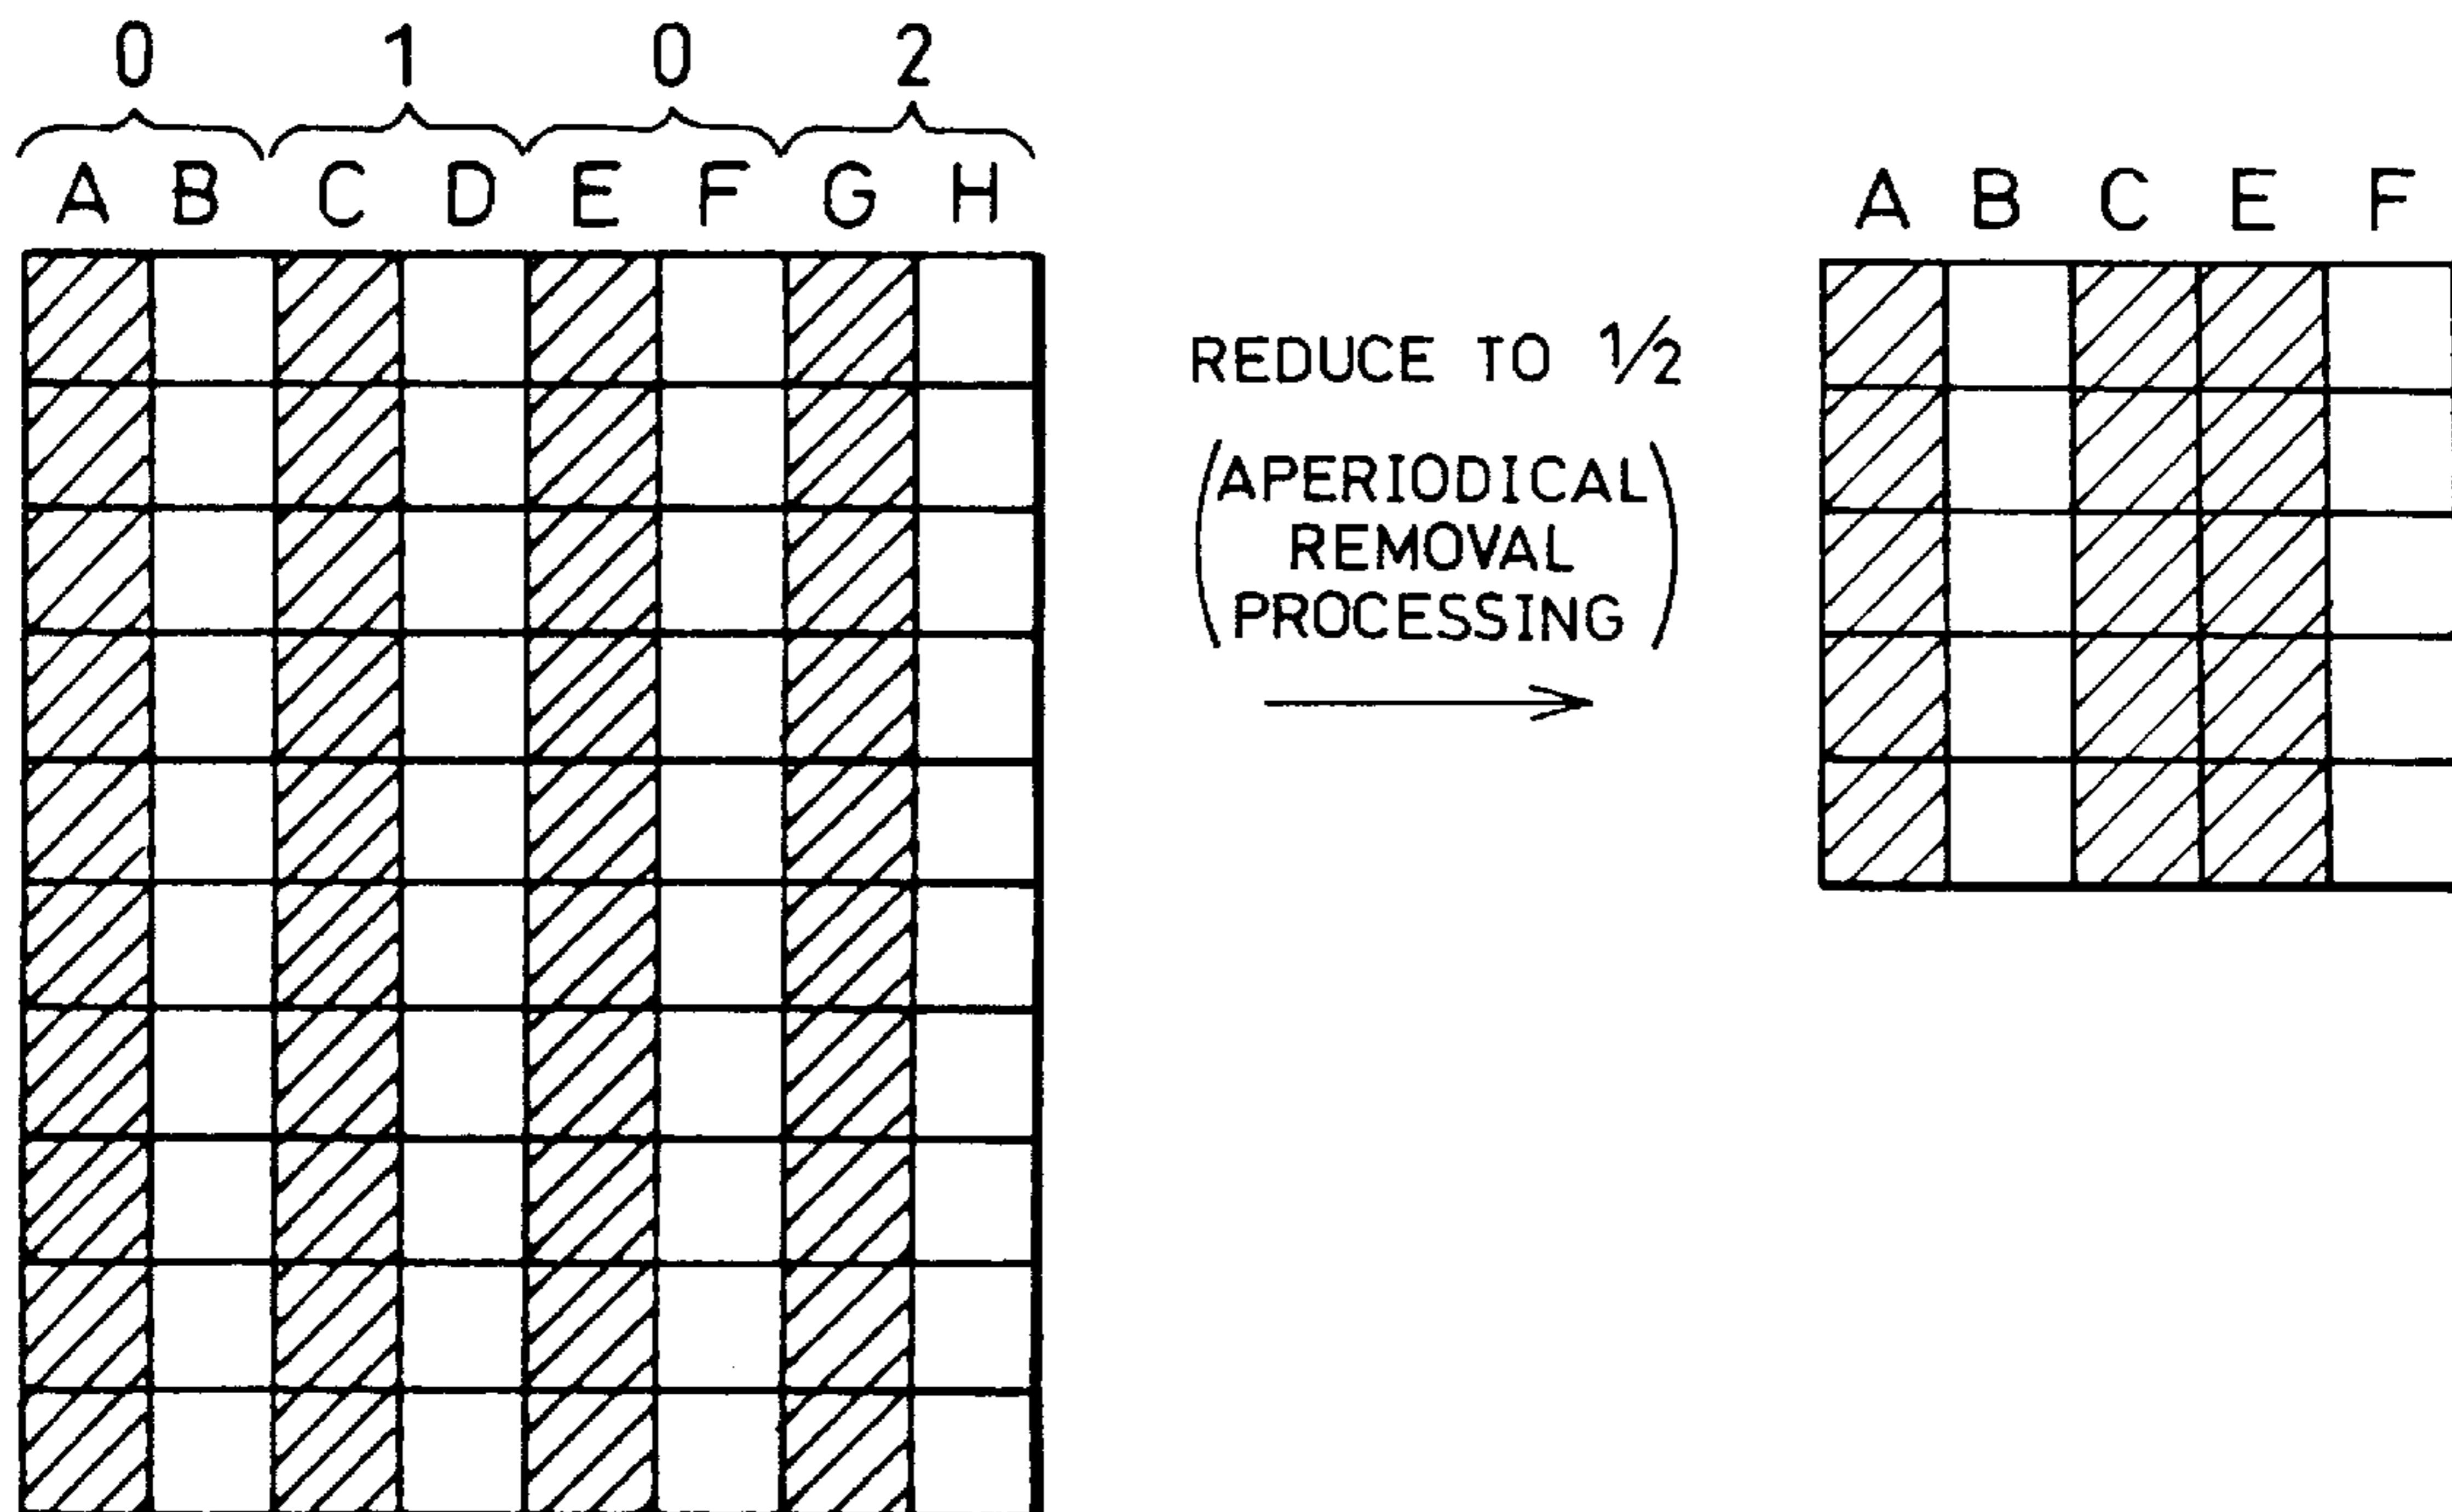 0 1 0 2
A B C D E F G H
A B C E F
REDUCE TO 1/2
(APERIODICAL
REMOVAL
PROCESSING)